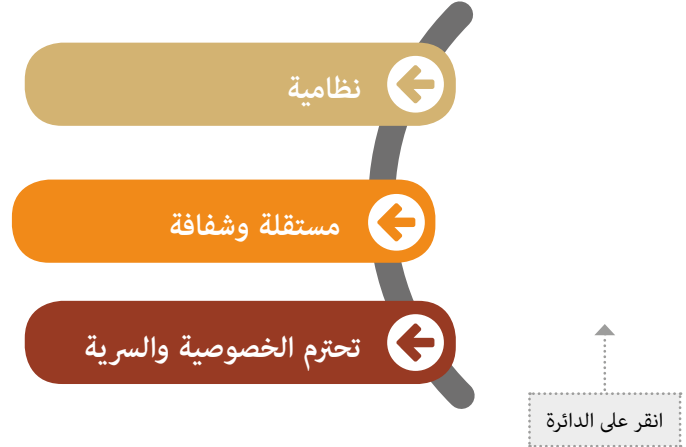 نظامية
مستقلة وشفافة
تحترم الخصوصية والسرية
انقر على الدائرة